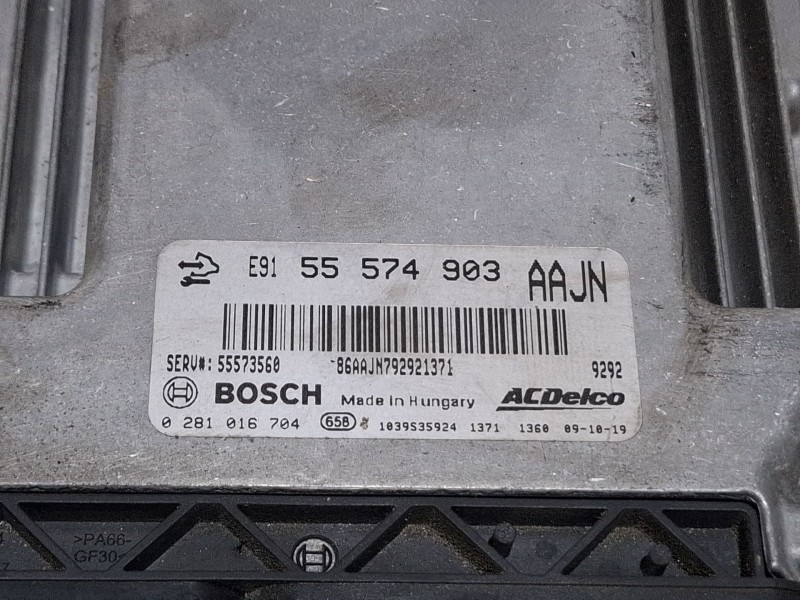 E91 55 574 903 AAJN
SERV#: 55573560 -86AAJN792921371 9292
BOSCH Made in Hungary ACDelco
0 281 016 704 658 1039S35924 1371 1360 09-10-19
>PA66-
GF30<